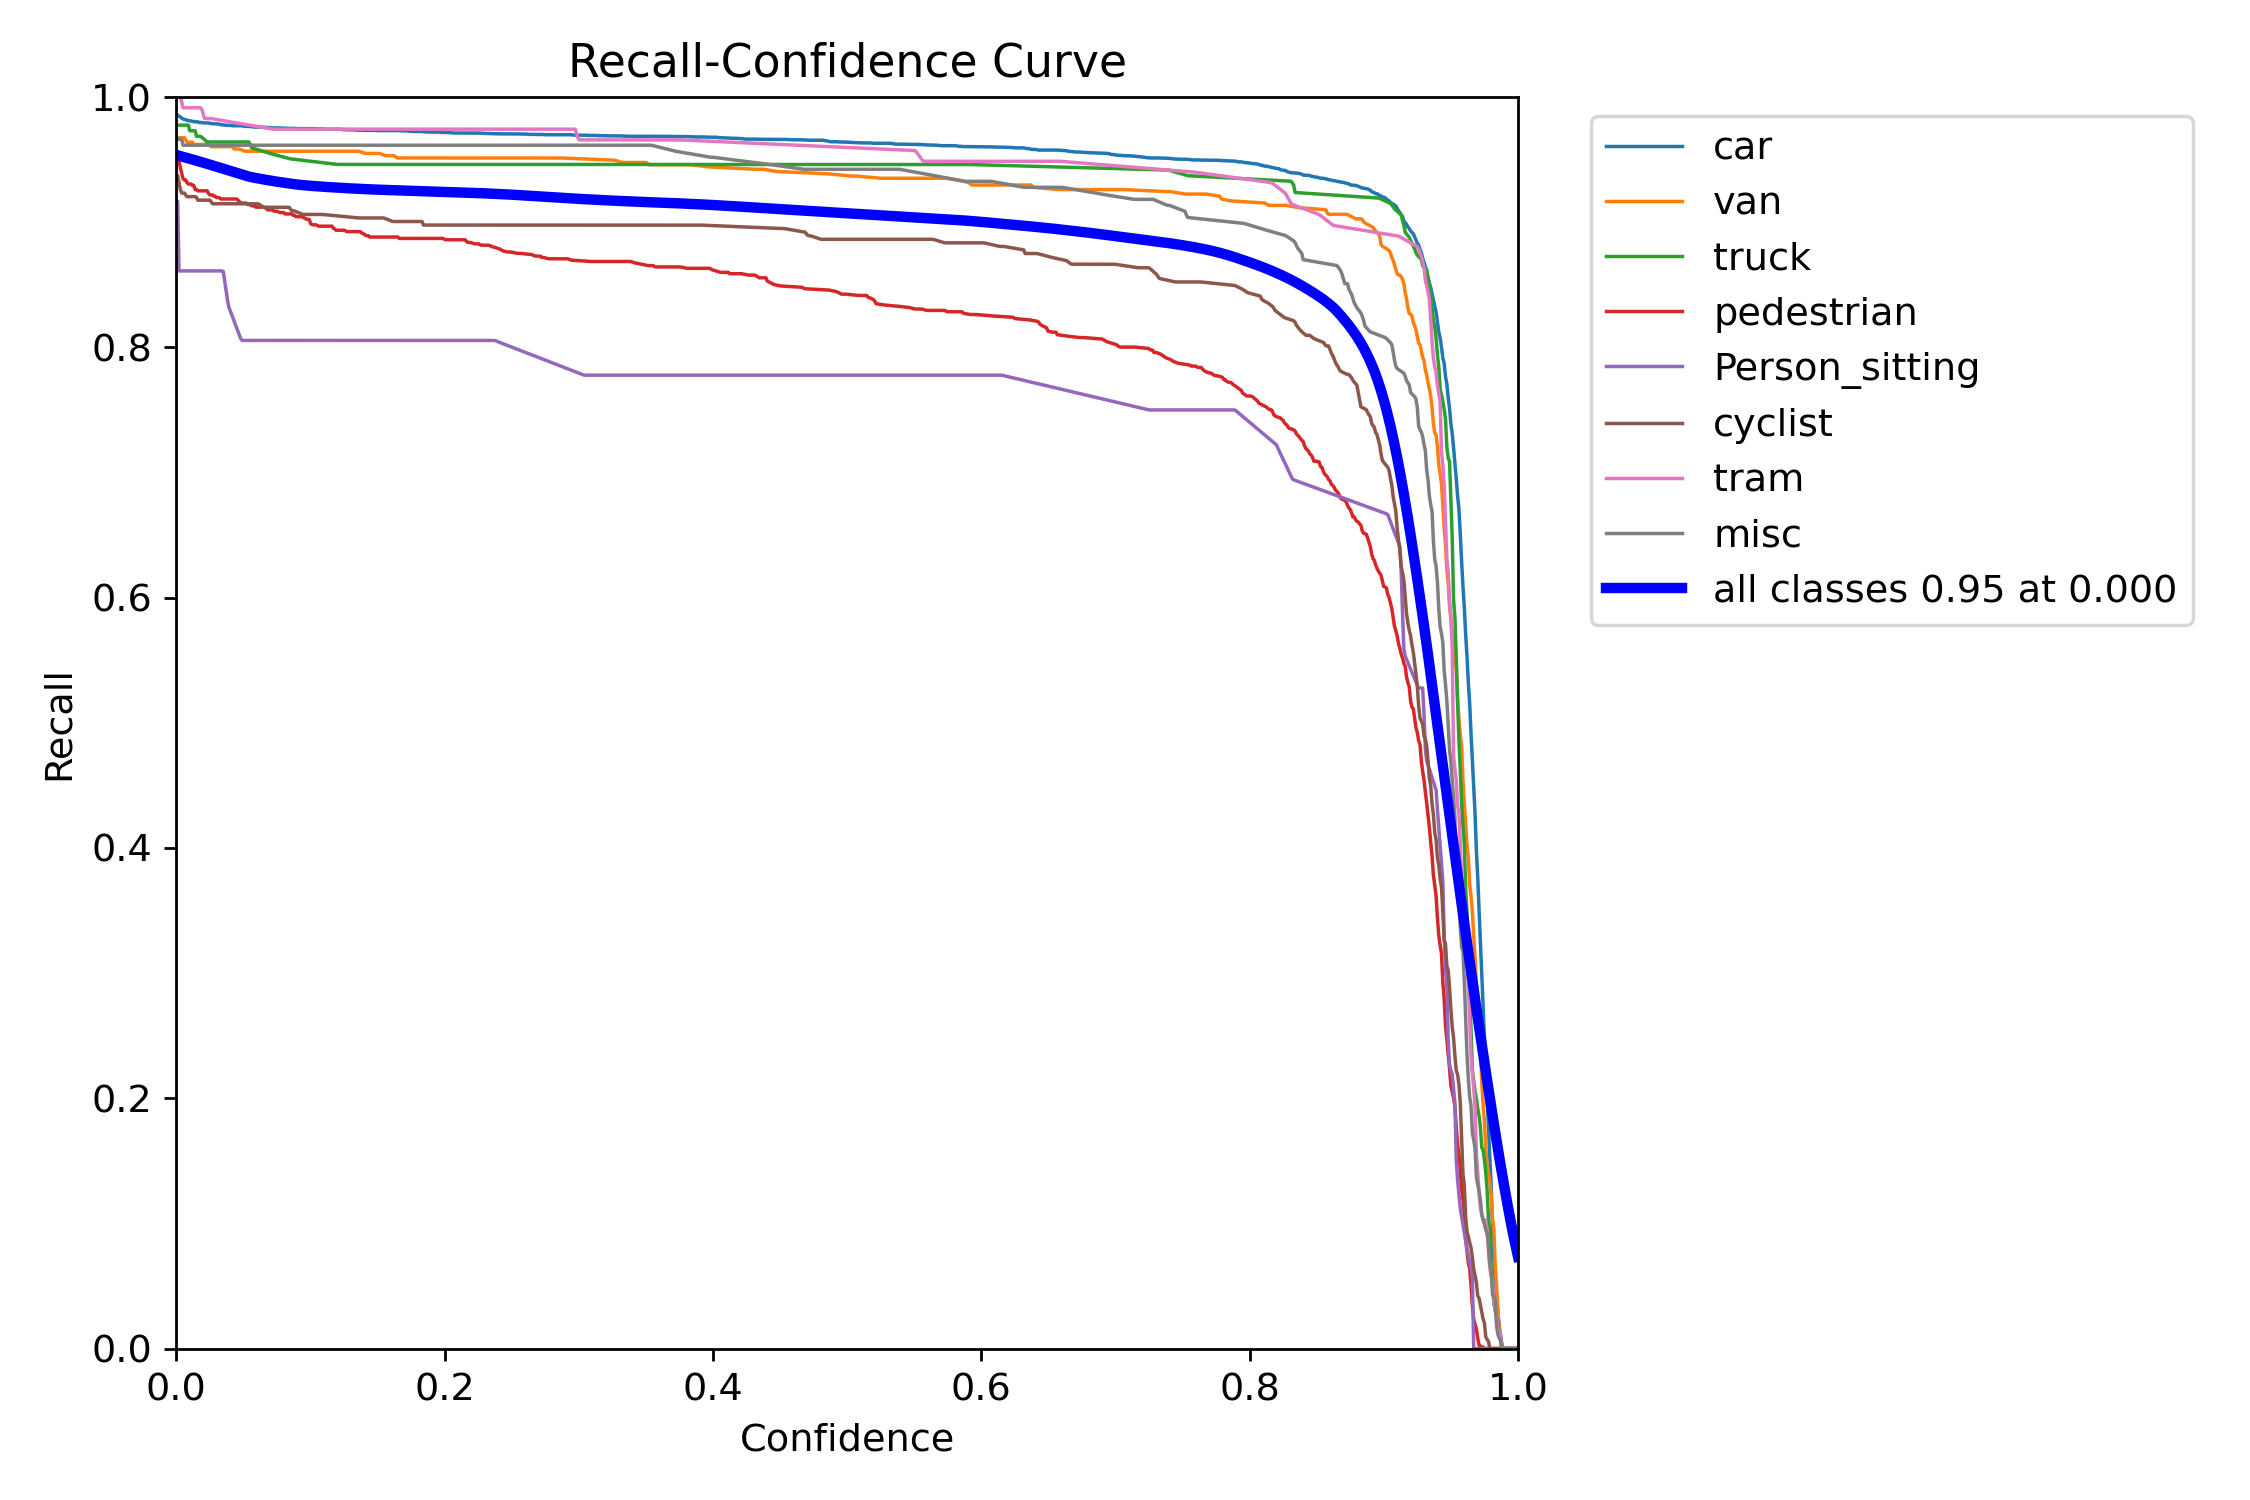 Recall-Confidence Curve
1.0
0.8
0.6
0.4
0.2
0.0
Recall
0.0 0.2 0.4 0.6 0.8 1.0
Confidence
car
van
truck
pedestrian
Person_sitting
cyclist
tram
misc
all classes 0.95 at 0.000